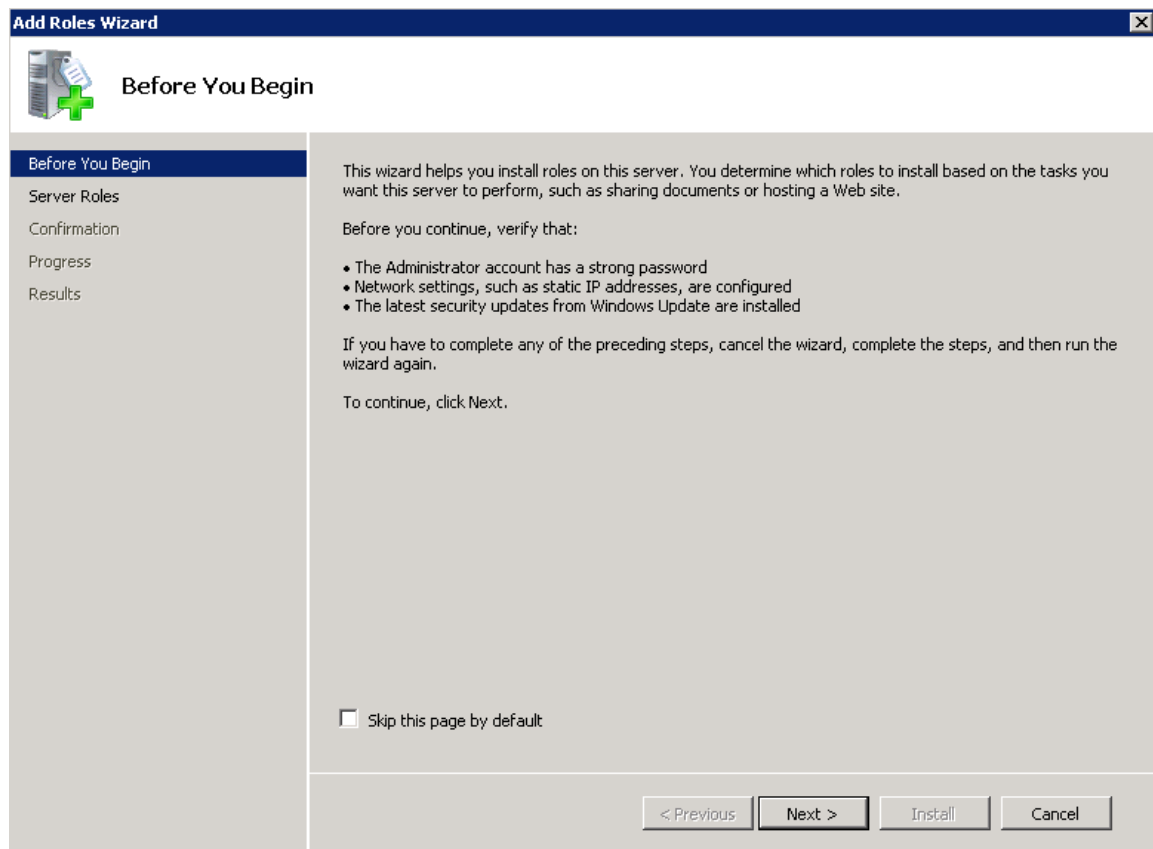 Add Roles Wizard
Before You Begin
Before You Begin
Server Roles
Confirmation
Progress
Results
This wizard helps you install roles on this server. You determine which roles to install based on the tasks you
want this server to perform, such as sharing documents or hosting a Web site.
Before you continue, verify that:
• The Administrator account has a strong password
• Network settings, such as static IP addresses, are configured
• The latest security updates from Windows Update are installed
If you have to complete any of the preceding steps, cancel the wizard, complete the steps, and then run the
wizard again.
To continue, click Next.
Skip this page by default
< Previous
Next >
Install
Cancel